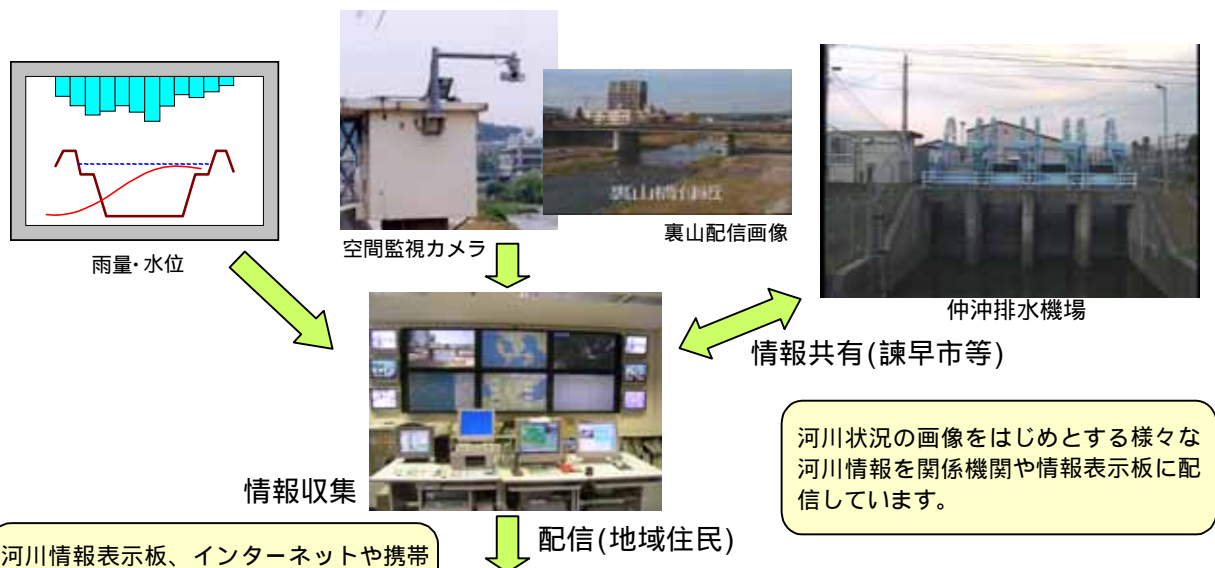 雨量・水位
空間監視カメラ
裏山橋付近
裏山配信画像
仲沖排水機場
情報共有(諫早市等)
河川状況の画像をはじめとする様々な
河川情報を関係機関や情報表示板に配
信しています。
情報収集
配信(地域住民)
河川情報表示板、インターネットや携帯